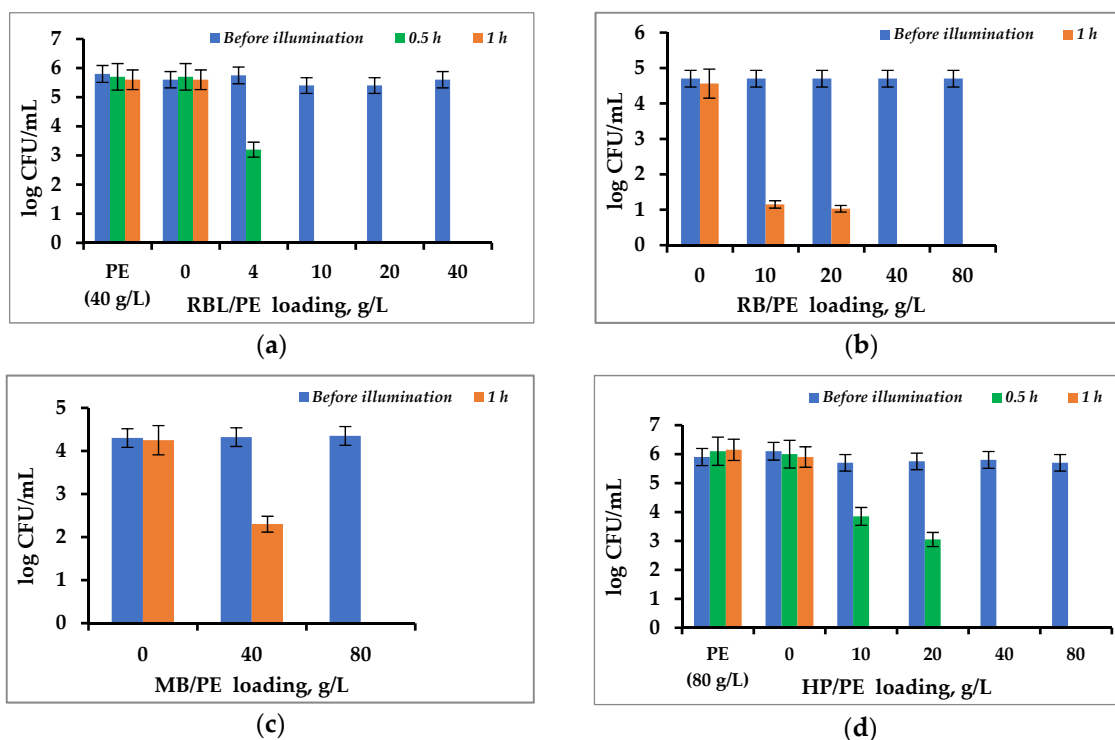 Before illumination 0.5 h 1 h
7
6
5
4
3
2
1
0
log CFU/mL
PE 0 4 10 20 40
(40 g/L)
RBL/PE loading, g/L
(a)
Before illumination 1 h
6
5
4
3
2
1
0
log CFU/mL
0 10 20 40 80
RB/PE loading, g/L
(b)
Before illumination 1 h
5
4
3
2
1
0
log CFU/mL
0 40 80
MB/PE loading, g/L
(c)
Before illumination 0.5 h 1 h
7
6
5
4
3
2
1
0
log CFU/mL
PE 0 10 20 40 80
(80 g/L)
HP/PE loading, g/L
(d)